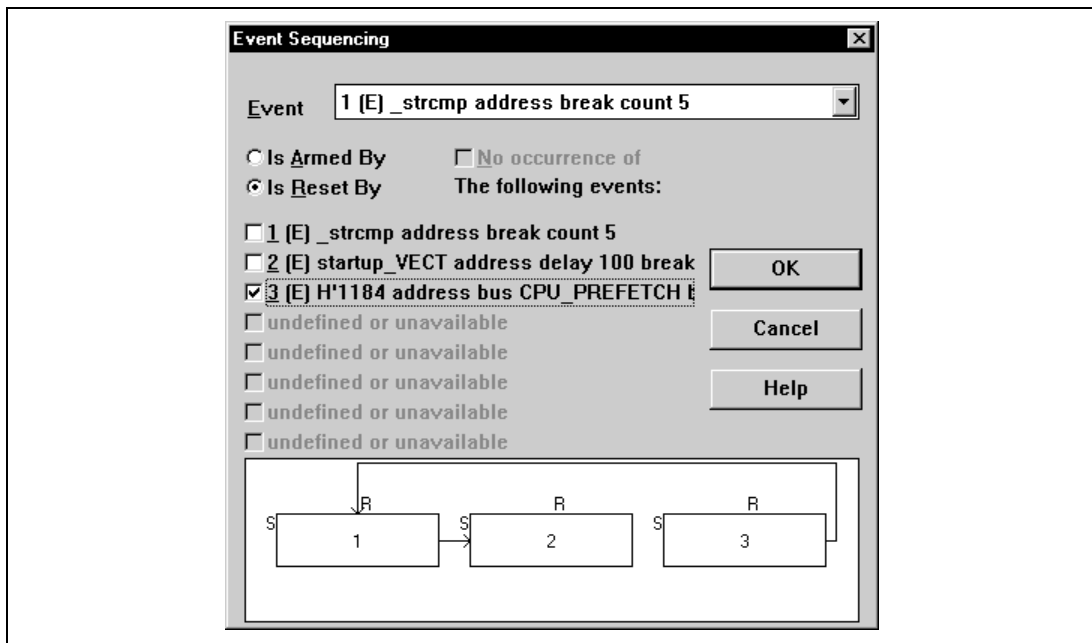 Event Sequencing
Event 1 (E) _strcmp address break count 5
Is Armed By No occurrence of
Is Reset By The following events:
1 (E) _strcmp address break count 5
2 (E) startup_VECT address delay 100 break
3 (E) H'1184 address bus CPU_PREFETCH
undefined or unavailable
undefined or unavailable
undefined or unavailable
undefined or unavailable
undefined or unavailable
OK
Cancel
Help
R R R
S S S
1 2 3